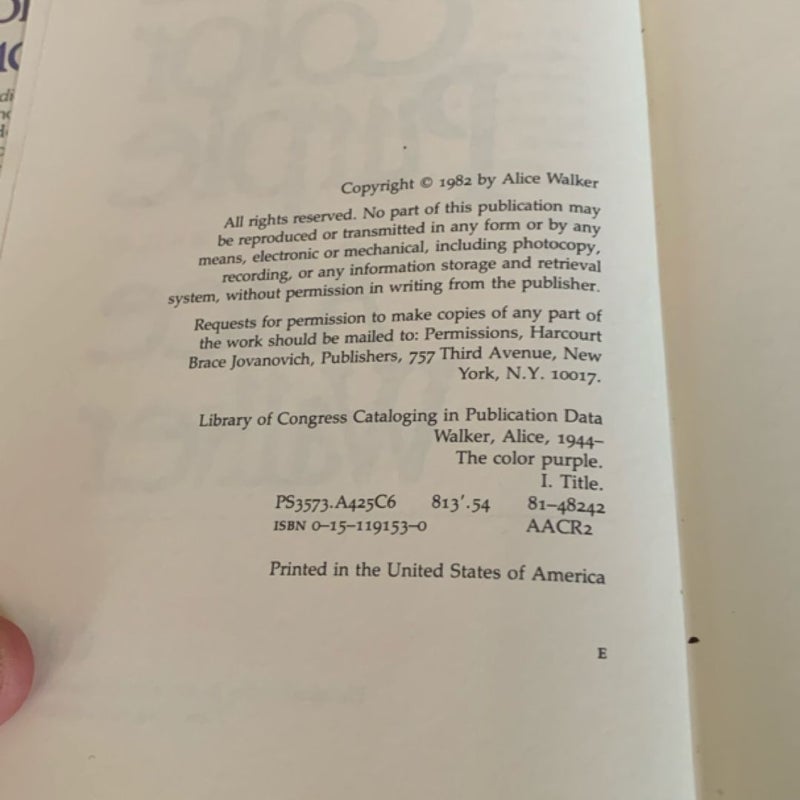 Copyright © 1982 by Alice Walker
All rights reserved. No part of this publication may
be reproduced or transmitted in any form or by any
means, electronic or mechanical, including photocopy,
recording, or any information storage and retrieval
system, without permission in writing from the publisher.
Requests for permission to make copies of any part of
the work should be mailed to: Permissions, Harcourt
Brace Jovanovich, Publishers, 757 Third Avenue, New
York, N.Y. 10017.
Library of Congress Cataloging in Publication Data
Walker, Alice, 1944–
The color purple.
I. Title.
PS3573.A425C6 813'.54 81–48242
ISBN 0–15–119153–0 AACR2
Printed in the United States of America
E